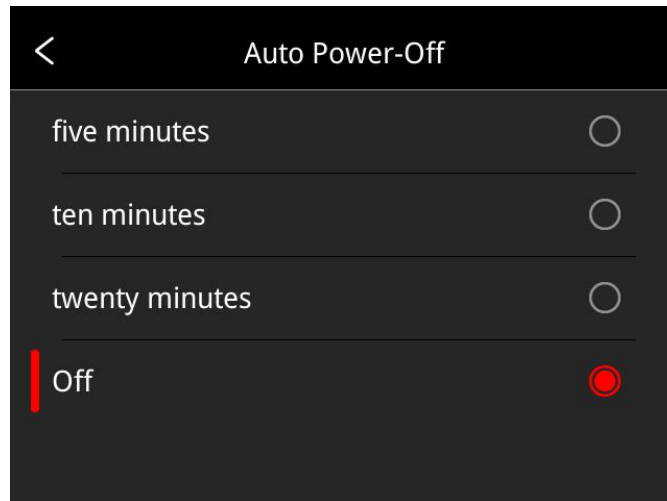 Auto Power-Off
five minutes
ten minutes
twenty minutes
Off